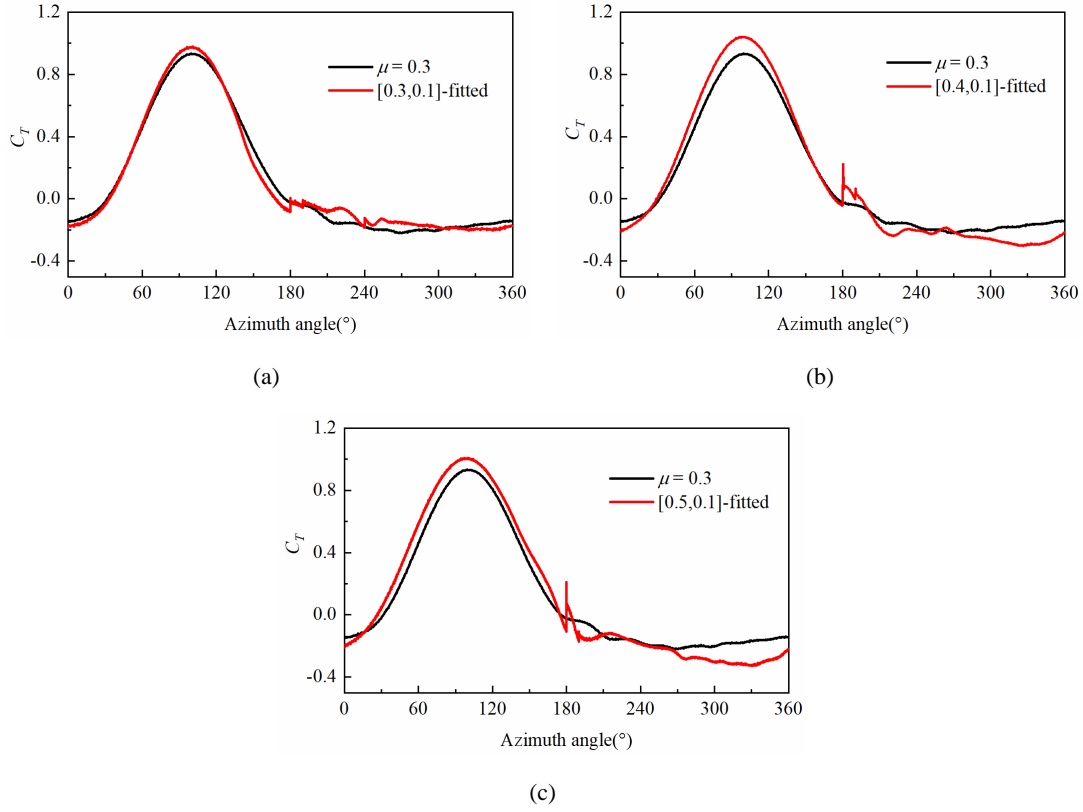 1.2
0.8
0.4
0.0
-0.4
C_T
μ = 0.3
[0.3,0.1]-fitted
0 60 120 180 240 300 360
Azimuth angle(°)
(a)
1.2
0.8
0.4
0.0
-0.4
C_T
μ = 0.3
[0.4,0.1]-fitted
0 60 120 180 240 300 360
Azimuth angle(°)
(b)
1.2
0.8
0.4
0.0
-0.4
C_T
μ = 0.3
[0.5,0.1]-fitted
0 60 120 180 240 300 360
Azimuth angle(°)
(c)